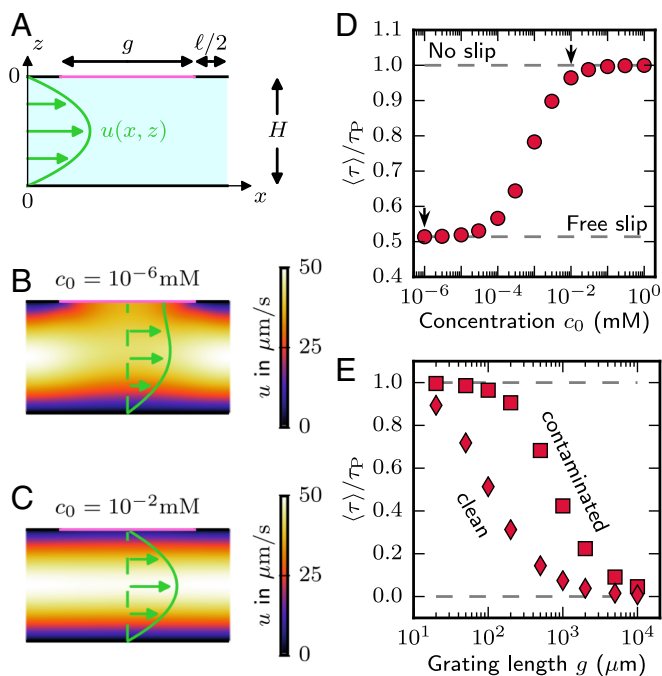 A
z
g
ℓ/2
0
u(x, z)
H
0
x
B
c₀ = 10⁻⁶mM
50
25
0
u in μm/s
C
c₀ = 10⁻²mM
50
25
0
u in μm/s
D
1.1
1.0
0.9
0.8
0.7
0.6
0.5
0.4
⟨τ⟩/τ_P
No slip
Free slip
10⁻⁶ 10⁻⁴ 10⁻² 10⁰
Concentration c₀ (mM)
E
1.0
0.8
0.6
0.4
0.2
0.0
⟨τ⟩/τ_P
contaminated
clean
10¹ 10² 10³ 10⁴
Grating length g (μm)